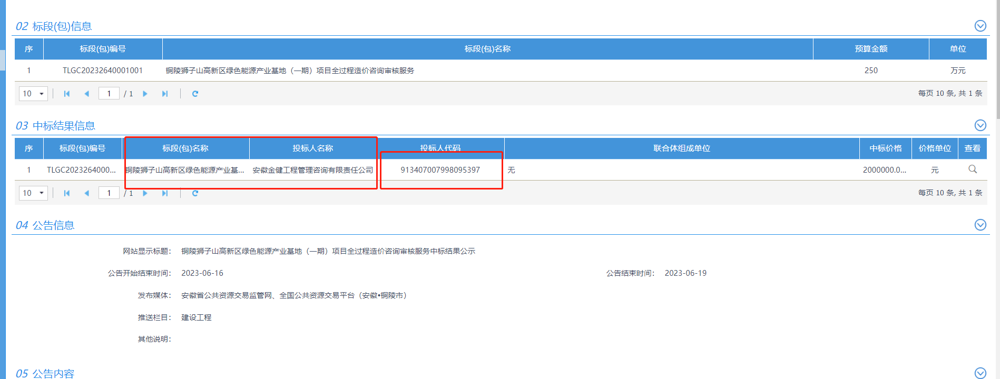 02 标段(包)信息
序 标段(包)编号 标段(包)名称 预算金额 单位
1 TLGC20232640001001 铜陵狮子山高新区绿色能源产业基地（一期）项目全过程造价咨询审核服务 250 万元
10 1 / 1 每页 10 条, 共 1 条
03 中标结果信息
序 标段(包)编号 标段(包)名称 投标人名称 投标人代码 联合体组成单位 中标价格 价格单位 查看
1 TLGC2023264000... 铜陵狮子山高新区绿色能源产业基... 安徽金健工程管理咨询有限责任公司 913407007998095397 无 2000000.0... 元
10 1 / 1 每页 10 条, 共 1 条
04 公告信息
网站显示标题： 铜陵狮子山高新区绿色能源产业基地（一期）项目全过程造价咨询审核服务中标结果公示
公告开始结束时间： 2023-06-16 公告结束时间： 2023-06-19
发布媒体： 安徽省公共资源交易监管网、全国公共资源交易平台（安徽•铜陵市）
推送栏目： 建设工程
其他说明：
05 公告内容